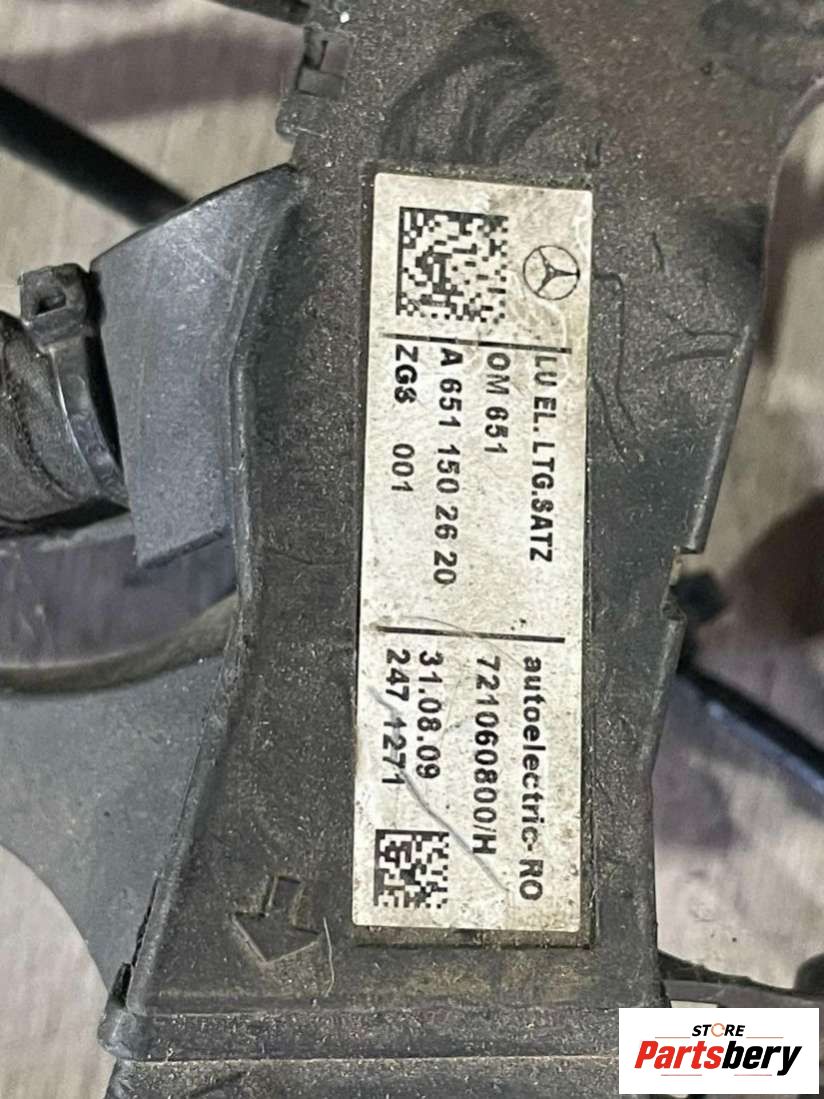 LU EL. LTG.SATZ
OM 651
A 651 150 26 20
ZGS 001
autoelectric-RO
721060800/H
31.08.09
247 1271
STORE
Partsbery